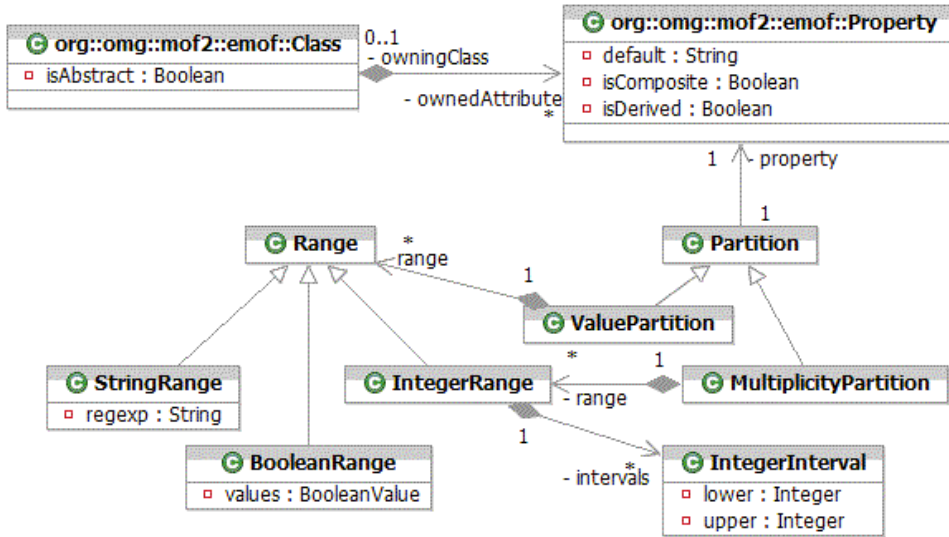 org::omg::mof2::emof::Class
isAbstract : Boolean
0..1
- owningClass
- ownedAttribute
*
org::omg::mof2::emof::Property
default : String
isComposite : Boolean
isDerived : Boolean
1
- property
1
Range
*
range
Partition
1
ValuePartition
StringRange
regexp : String
IntegerRange
*
- range
1
MultiplicityPartition
1
BooleanRange
values : BooleanValue
*
- intervals
IntegerInterval
lower : Integer
upper : Integer